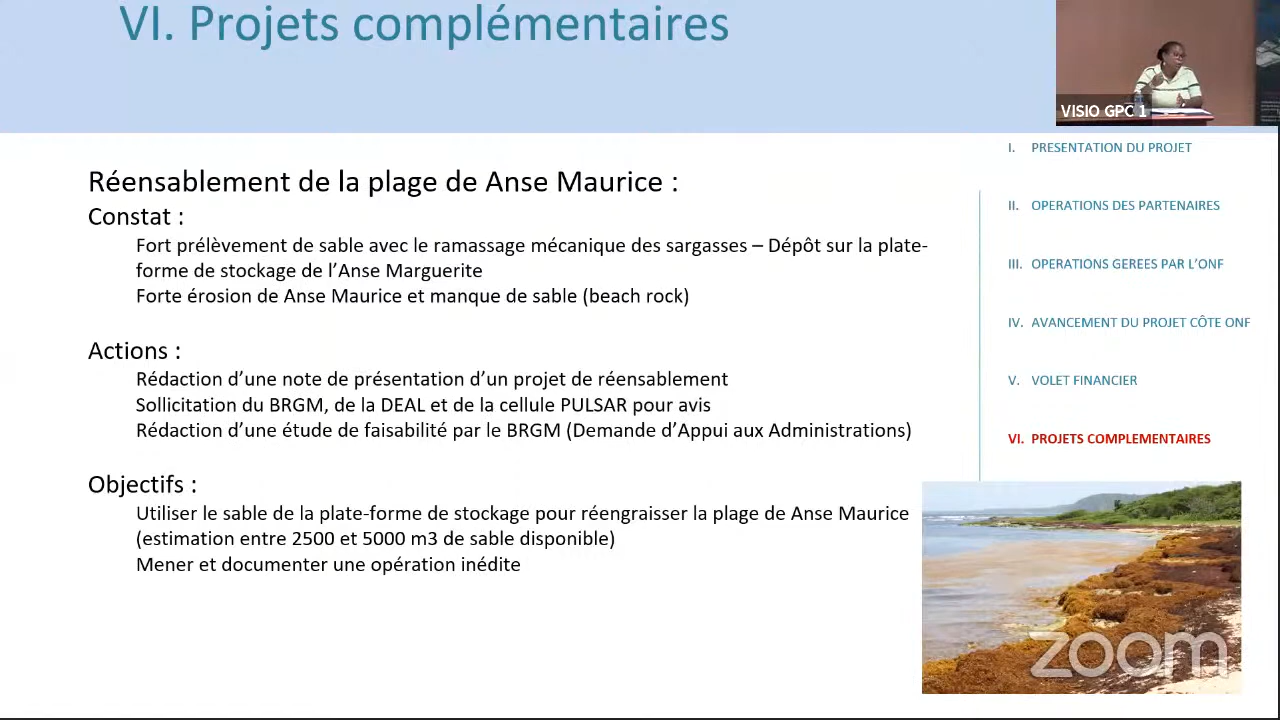 VI. Projets complémentaires
VISIO GPC 1
Réensablement de la plage de Anse Maurice :
Constat :
Fort prélèvement de sable avec le ramassage mécanique des sargasses – Dépôt sur la plate-
forme de stockage de l’Anse Marguerite
Forte érosion de Anse Maurice et manque de sable (beach rock)
Actions :
Rédaction d’une note de présentation d’un projet de réensablement
Sollicitation du BRGM, de la DEAL et de la cellule PULSAR pour avis
Rédaction d’une étude de faisabilité par le BRGM (Demande d’Appui aux Administrations)
Objectifs :
Utiliser le sable de la plate-forme de stockage pour réengraisser la plage de Anse Maurice
(estimation entre 2500 et 5000 m3 de sable disponible)
Mener et documenter une opération inédite
I. PRESENTATION DU PROJET
II. OPERATIONS DES PARTENAIRES
III. OPERATIONS GEREES PAR L’ONF
IV. AVANCEMENT DU PROJET CÔTE ONF
V. VOLET FINANCIER
VI. PROJETS COMPLEMENTAIRES
zoom